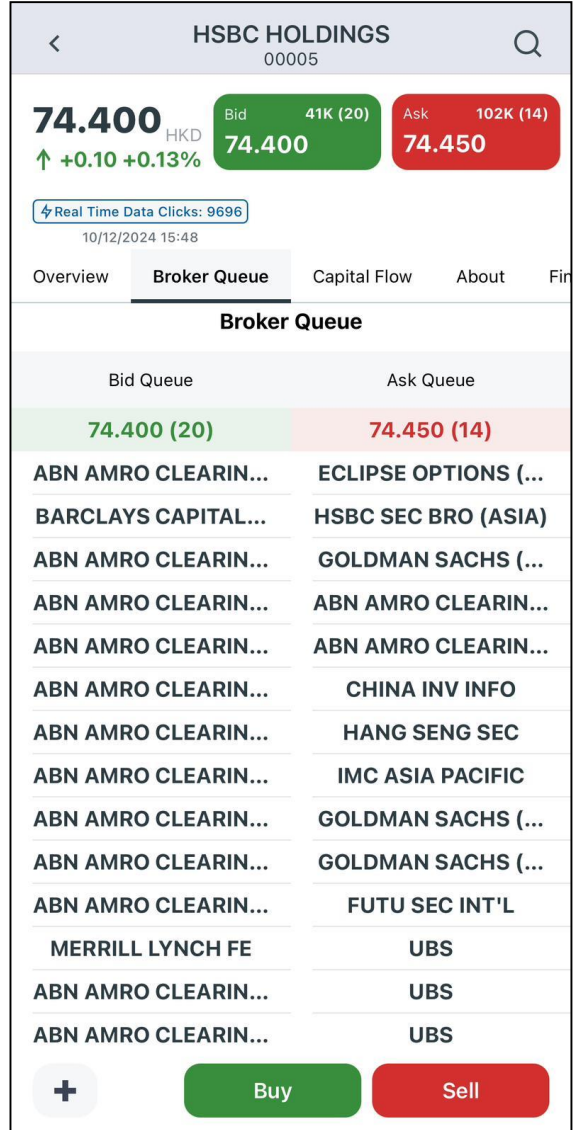 HSBC HOLDINGS
00005
74.400 HKD
↑ +0.10 +0.13%
Bid 41K (20)
74.400
Ask 102K (14)
74.450
Real Time Data Clicks: 9696
10/12/2024 15:48
Overview Broker Queue Capital Flow About Fin
Broker Queue
Bid Queue Ask Queue
74.400 (20) 74.450 (14)
ABN AMRO CLEARIN... ECLIPSE OPTIONS (...
BARCLAYS CAPITAL... HSBC SEC BRO (ASIA)
ABN AMRO CLEARIN... GOLDMAN SACHS (...
ABN AMRO CLEARIN... ABN AMRO CLEARIN...
ABN AMRO CLEARIN... ABN AMRO CLEARIN...
ABN AMRO CLEARIN... CHINA INV INFO
ABN AMRO CLEARIN... HANG SENG SEC
ABN AMRO CLEARIN... IMC ASIA PACIFIC
ABN AMRO CLEARIN... GOLDMAN SACHS (...
ABN AMRO CLEARIN... GOLDMAN SACHS (...
ABN AMRO CLEARIN... FUTU SEC INT'L
MERRILL LYNCH FE UBS
ABN AMRO CLEARIN... UBS
ABN AMRO CLEARIN... UBS
+ Buy Sell